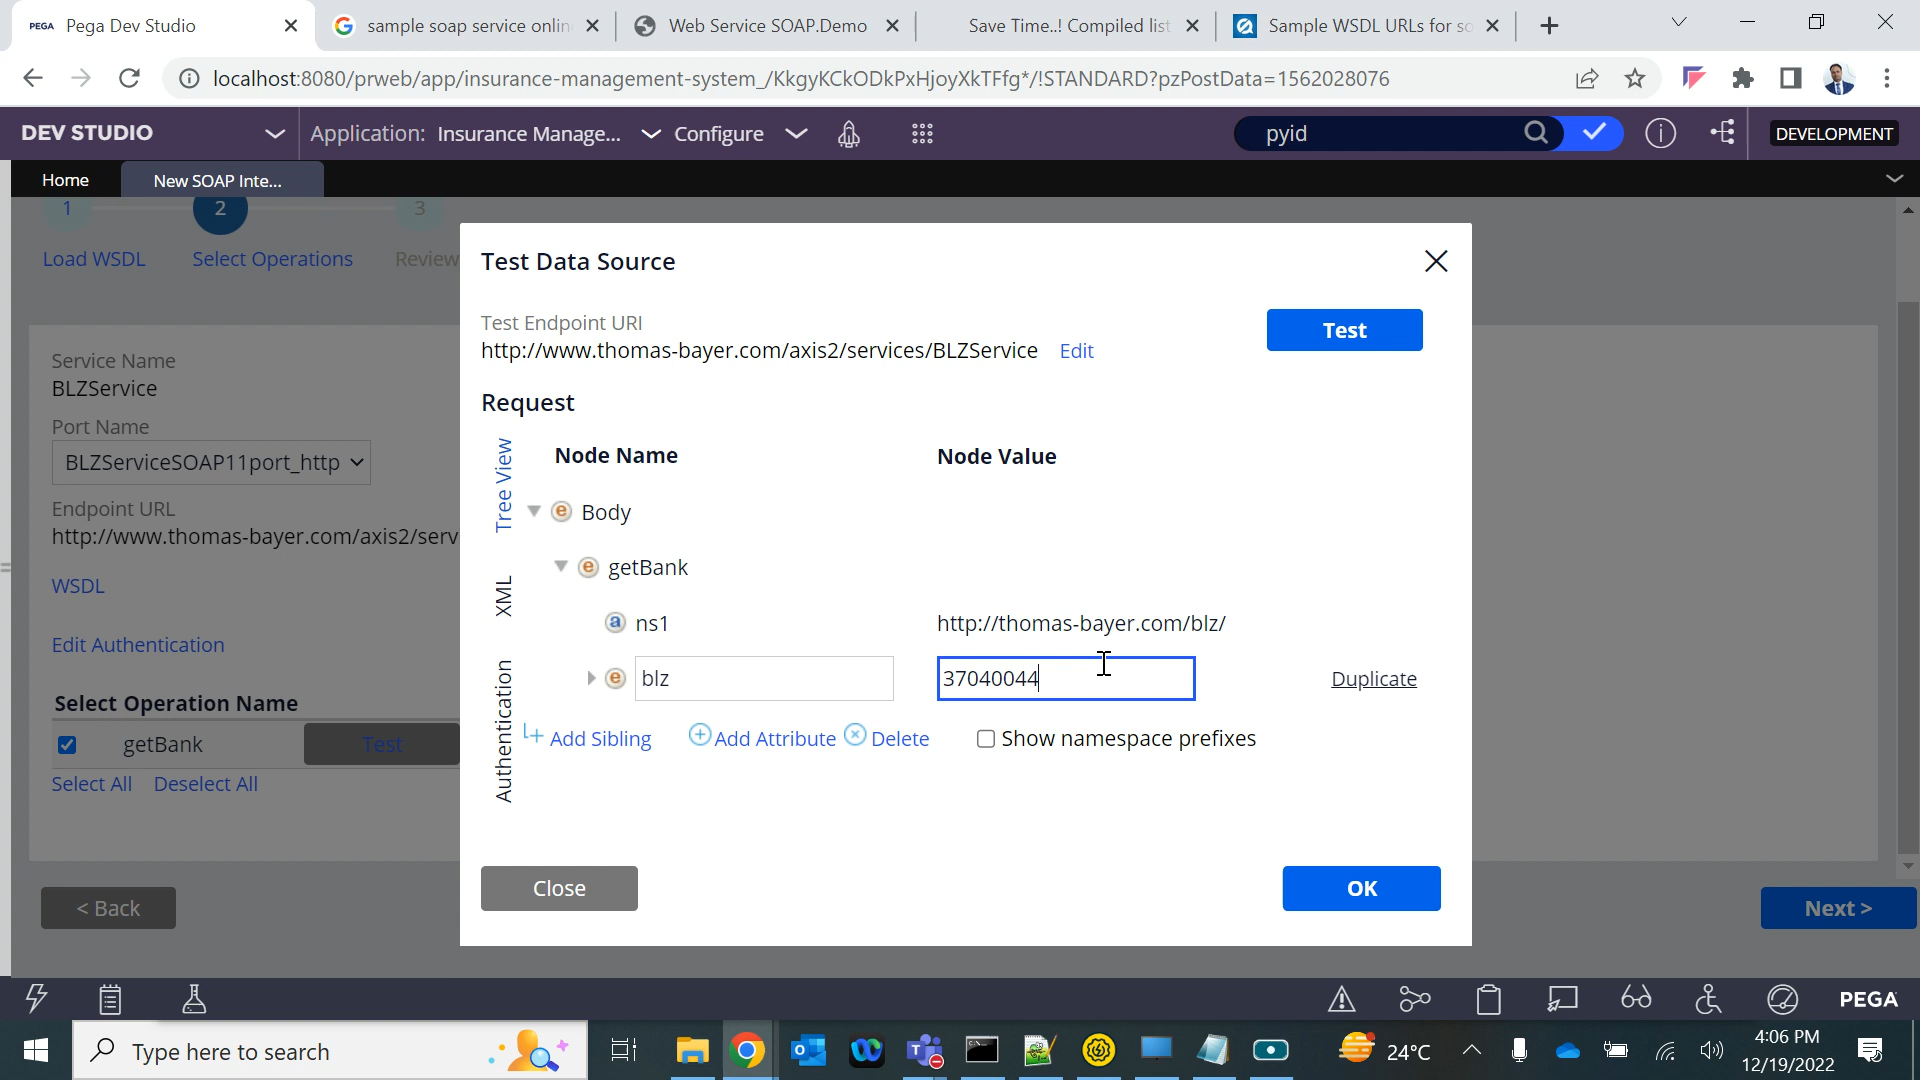 PEGA Pega Dev Studio
sample soap service onlin
Web Service SOAP.Demo
Save Time..! Compiled list
Sample WSDL URLs for so
localhost:8080/prweb/app/insurance-management-system_/KkgyKCkODkPxHjoyXkTFfg*/!STANDARD?pzPostData=1562028076
DEV STUDIO
Application: Insurance Manage...
Configure
pyid
DEVELOPMENT
Home
New SOAP Inte...
1
2
3
Load WSDL
Select Operations
Review
Test Data Source
Test Endpoint URI
http://www.thomas-bayer.com/axis2/services/BLZService Edit
Test
Request
Tree View
XML
Authentication
Node Name
Node Value
Body
getBank
ns1
http://thomas-bayer.com/blz/
blz
37040044
Duplicate
Add Sibling
Add Attribute
Delete
Show namespace prefixes
Close
OK
Service Name
BLZService
Port Name
BLZServiceSOAP11port_http
Endpoint URL
http://www.thomas-bayer.com/axis2/serv
WSDL
Edit Authentication
Select Operation Name
getBank
Test
Select All
Deselect All
< Back
Next >
PEGA
Type here to search
24°C
4:06 PM
12/19/2022